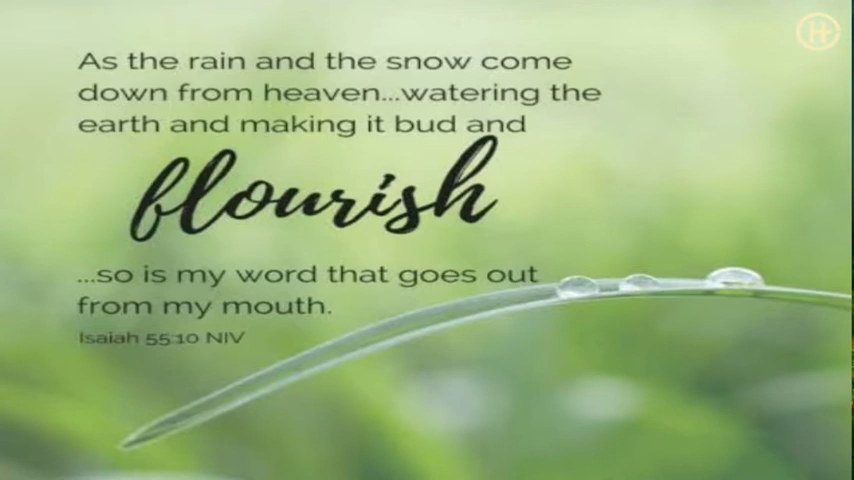 As the rain and the snow come
down from heaven...watering the
earth and making it bud and
flourish
...so is my word that goes out
from my mouth.
Isaiah 55:10 NIV
H